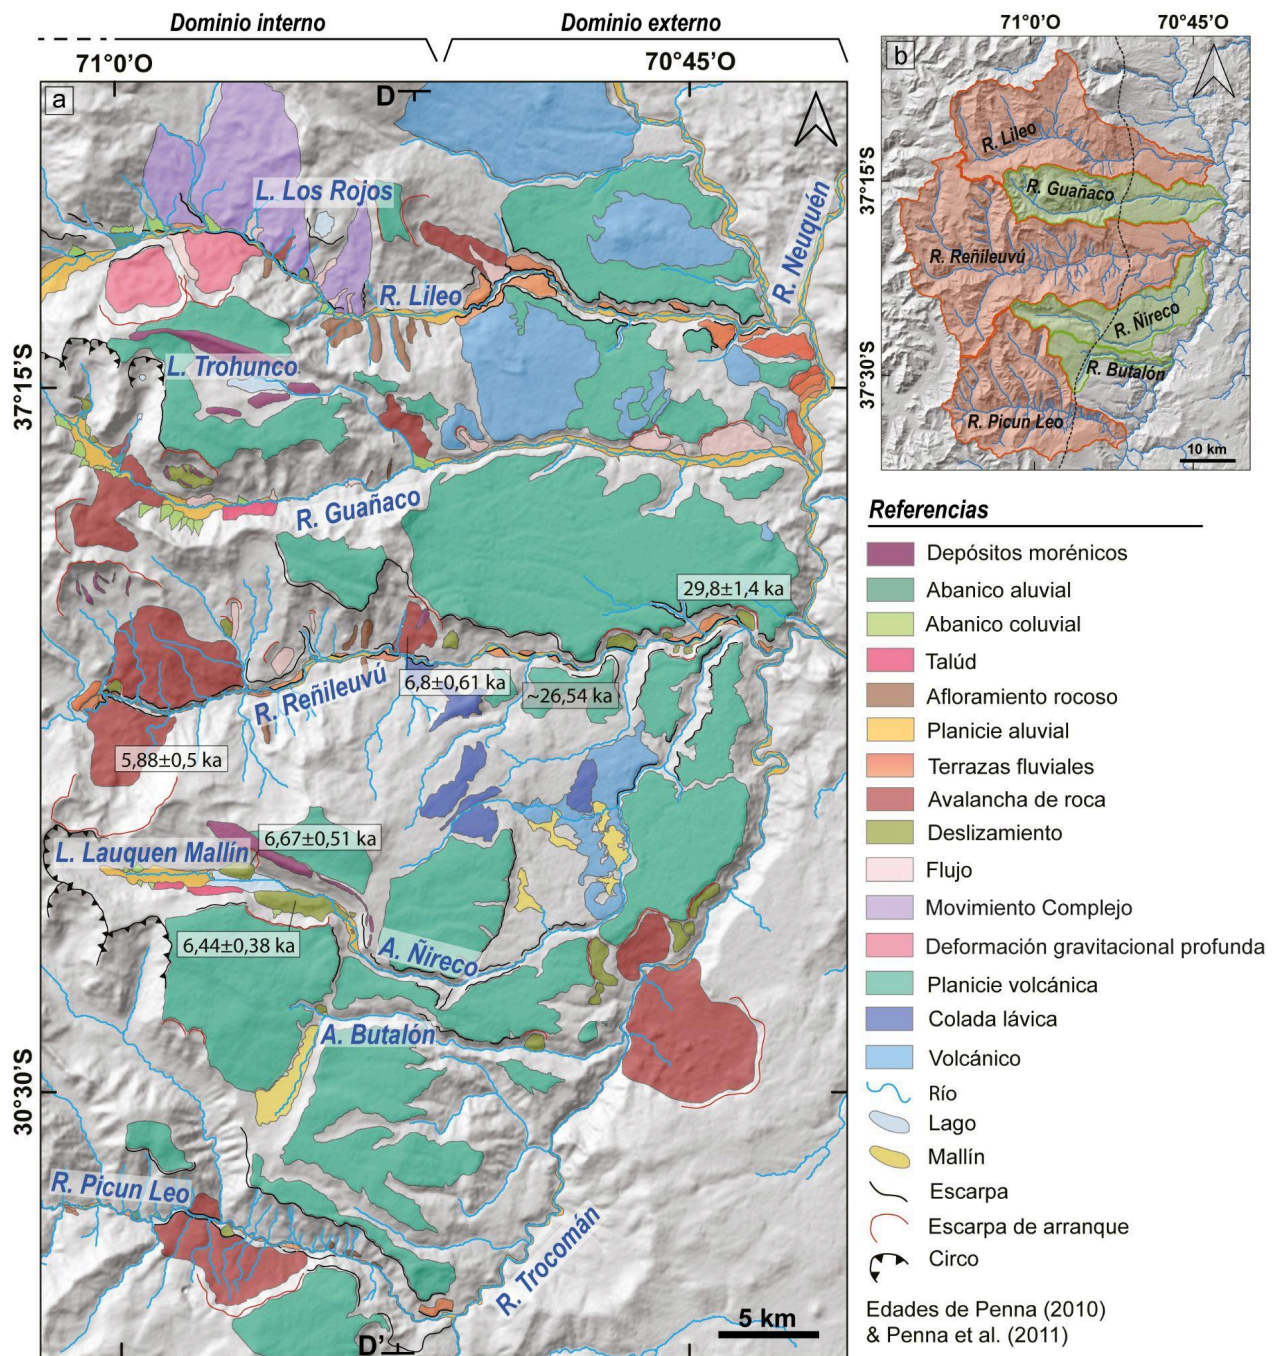 Dominio interno
Dominio externo
71°0’O
70°45’O
a
D
L. Los Rojos
R. Neuquén
R. Lileo
L. Trohunco
37°15’S
R. Guañaco
29,8±1,4 ka
6,8±0,61 ka
~26,54 ka
R. Reñileuvú
5,88±0,5 ka
6,67±0,51 ka
L. Lauquen Mallín
6,44±0,38 ka
A. Ñireco
A. Butalón
30°30’S
R. Picun Leo
R. Trocomán
5 km
D’
71°0’O
70°45’O
b
R. Lileo
37°15’S
R. Guañaco
R. Reñileuvú
R. Ñireco
37°30’S
R. Butalón
R. Picun Leo
10 km
Referencias
Depósitos morénicos
Abanico aluvial
Abanico coluvial
Talúd
Afloramiento rocoso
Planicie aluvial
Terrazas fluviales
Avalancha de roca
Deslizamiento
Flujo
Movimiento Complejo
Deformación gravitacional profunda
Planicie volcánica
Colada lávica
Volcánico
Río
Lago
Mallín
Escarpa
Escarpa de arranque
Circo
Edades de Penna (2010)
& Penna et al. (2011)